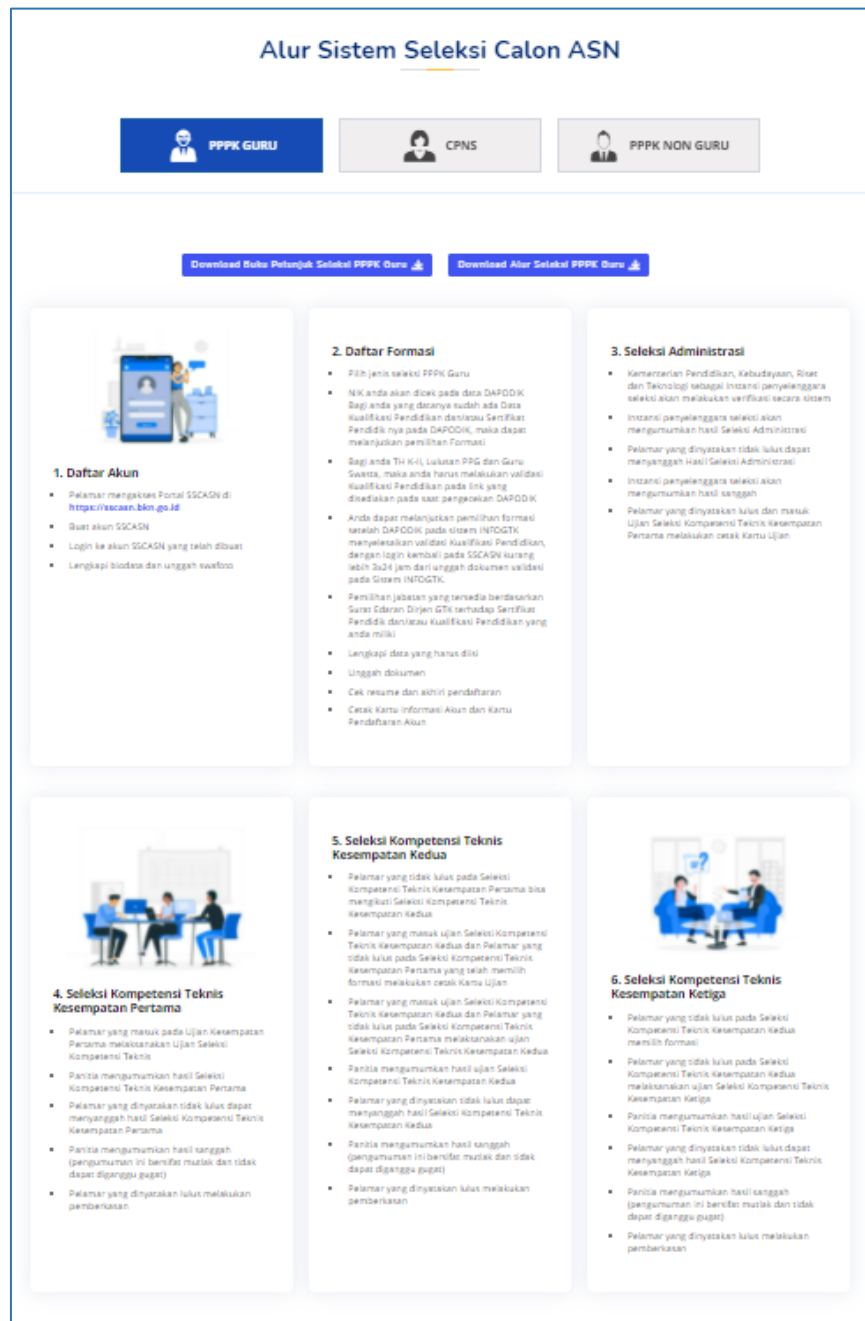 Alur Sistem Seleksi Calon ASN
PPPK GURU
CPNS
PPPK NON GURU
Download Buku Petunjuk Seleksi PPPK Guru
Download Alur Seleksi PPPK Guru
1. Daftar Akun
Pelamar mengakses Portal SSCASN di
https://sscasn.bkn.go.id
Buat akun SSCASN
Login ke akun SSCASN yang telah dibuat
Lengkapi biodata dan unggah swafoto
2. Daftar Formasi
Pilih jenis seleksi PPPK Guru
NIK anda akan dicek pada data DAPODIK
Bagi anda yang datanya sudah ada Data
Kualifikasi Pendidikan dan/atau Sertifikat
Pendidik nya pada DAPODIK, maka dapat
melanjutkan pemilihan Formasi
Bagi anda TH K-II, Lulusan PPG dan Guru
Swasta, maka anda harus melakukan validasi
Kualifikasi Pendidikan pada link yang
disediakan pada saat pengecekan DAPODIK
Anda dapat melanjutkan pemilihan formasi
setelah DAPODIK pada sistem INFOGTK
menyelesaikan validasi Kualifikasi Pendidikan,
dengan login kembali pada SSCASN kurang
lebih 3x24 jam dari unggah dokumen validasi
pada Sistem INFOGTK.
Pemilihan jabatan yang tersedia berdasarkan
Surat Edaran Dirjen GTK terhadap Sertifikat
Pendidik dan/atau Kualifikasi Pendidikan yang
anda miliki
Lengkapi data yang harus diisi
Unggah dokumen
Cek resume dan akhiri pendaftaran
Cetak Kartu Informasi Akun dan Kartu
Pendaftaran Akun
3. Seleksi Administrasi
Kementerian Pendidikan, Kebudayaan, Riset
dan Teknologi sebagai Instansi penyelenggara
seleksi akan melakukan verifikasi secara sistem
Instansi penyelenggara seleksi akan
mengumumkan hasil Seleksi Administrasi
Pelamar yang dinyatakan tidak lulus dapat
menyanggah Hasil Seleksi Administrasi
Instansi penyelenggara seleksi akan
mengumumkan hasil sanggah
Pelamar yang dinyatakan lulus dan masuk
Ujian Seleksi Kompetensi Teknis Kesempatan
Pertama melakukan cetak Kartu Ujian
4. Seleksi Kompetensi Teknis
Kesempatan Pertama
Pelamar yang masuk pada Ujian Kesempatan
Pertama melaksanakan Ujian Seleksi
Kompetensi Teknis
Panitia mengumumkan hasil Seleksi
Kompetensi Teknis Kesempatan Pertama
Pelamar yang dinyatakan tidak lulus dapat
menyanggah hasil Seleksi Kompetensi Teknis
Kesempatan Pertama
Panitia mengumumkan hasil sanggah
(pengumuman ini bersifat mutlak dan tidak
dapat diganggu gugat)
Pelamar yang dinyatakan lulus melakukan
pemberkasan
5. Seleksi Kompetensi Teknis
Kesempatan Kedua
Pelamar yang tidak lulus pada Seleksi
Kompetensi Teknis Kesempatan Pertama bisa
mengikuti Seleksi Kompetensi Teknis
Kesempatan Kedua
Pelamar yang masuk ujian Seleksi Kompetensi
Teknis Kesempatan Kedua dan Pelamar yang
tidak lulus pada Seleksi Kompetensi Teknis
Kesempatan Pertama yang telah memilih
formasi melakukan cetak Kartu Ujian
Pelamar yang masuk ujian Seleksi Kompetensi
Teknis Kesempatan Kedua dan Pelamar yang
tidak lulus pada Seleksi Kompetensi Teknis
Kesempatan Pertama melaksanakan ujian
Seleksi Kompetensi Teknis Kesempatan Kedua
Panitia mengumumkan hasil ujian Seleksi
Kompetensi Teknis Kesempatan Kedua
Pelamar yang dinyatakan tidak lulus dapat
menyanggah hasil Seleksi Kompetensi Teknis
Kesempatan Kedua
Panitia mengumumkan hasil sanggah
(pengumuman ini bersifat mutlak dan tidak
dapat diganggu gugat)
Pelamar yang dinyatakan lulus melakukan
pemberkasan
?
6. Seleksi Kompetensi Teknis
Kesempatan Ketiga
Pelamar yang tidak lulus pada Seleksi
Kompetensi Teknis Kesempatan Kedua
memilih formasi
Pelamar yang tidak lulus pada Seleksi
Kompetensi Teknis Kesempatan Kedua
melaksanakan ujian Seleksi Kompetensi Teknis
Kesempatan Ketiga
Panitia mengumumkan hasil ujian Seleksi
Kompetensi Teknis Kesempatan Ketiga
Pelamar yang dinyatakan tidak lulus dapat
menyanggah hasil Seleksi Kompetensi Teknis
Kesempatan Ketiga
Panitia mengumumkan hasil sanggah
(pengumuman ini bersifat mutlak dan tidak
dapat diganggu gugat)
Pelamar yang dinyatakan lulus melakukan
pemberkasan